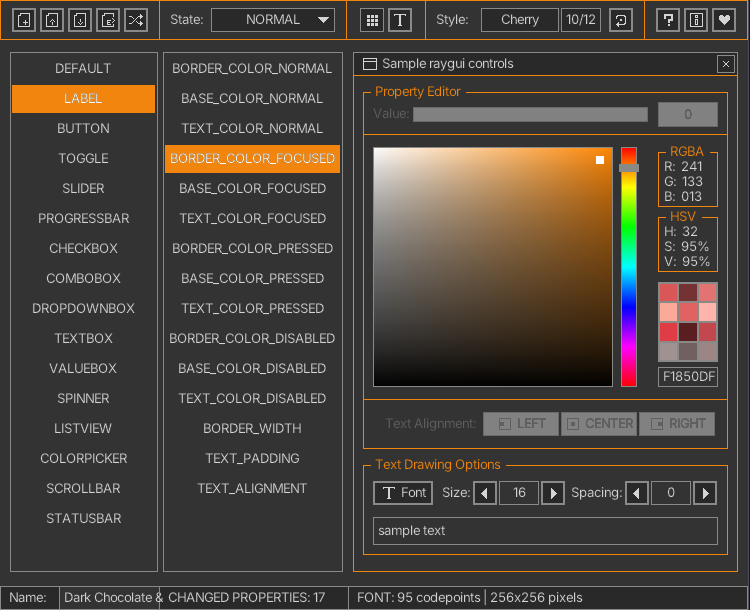 State: NORMAL T Style: Cherry 10/12 ?
DEFAULT
LABEL
BUTTON
TOGGLE
SLIDER
PROGRESSBAR
CHECKBOX
COMBOBOX
DROPDOWNBOX
TEXTBOX
VALUEBOX
SPINNER
LISTVIEW
COLORPICKER
SCROLLBAR
STATUSBAR
BORDER_COLOR_NORMAL
BASE_COLOR_NORMAL
TEXT_COLOR_NORMAL
BORDER_COLOR_FOCUSED
BASE_COLOR_FOCUSED
TEXT_COLOR_FOCUSED
BORDER_COLOR_PRESSED
BASE_COLOR_PRESSED
TEXT_COLOR_PRESSED
BORDER_COLOR_DISABLED
BASE_COLOR_DISABLED
TEXT_COLOR_DISABLED
BORDER_WIDTH
TEXT_PADDING
TEXT_ALIGNMENT
Sample raygui controls
Property Editor
Value: 0
RGBA
R: 241
G: 133
B: 013
HSV
H: 32
S: 95%
V: 95%
F1850DF
Text Alignment: LEFT CENTER RIGHT
Text Drawing Options
T Font Size: 16 Spacing: 0
sample text
Name: Dark Chocolate & CHANGED PROPERTIES: 17 FONT: 95 codepoints | 256x256 pixels